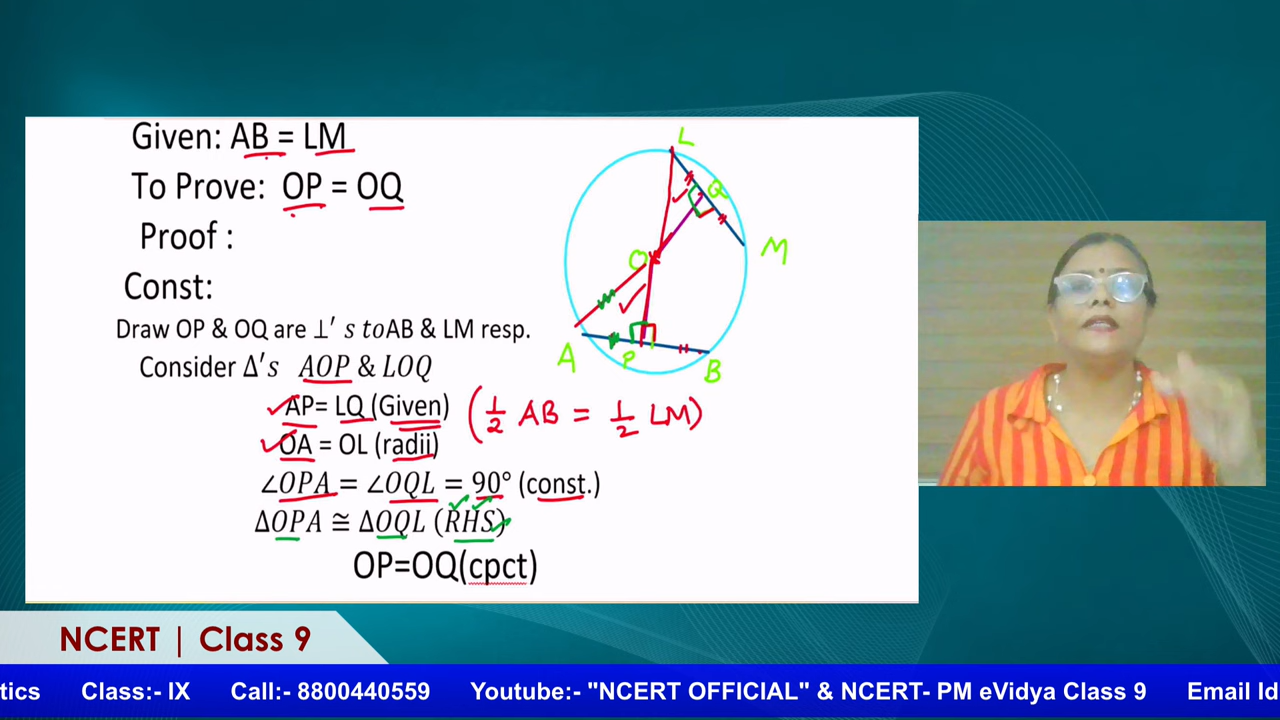 Given: AB = LM
To Prove: OP = OQ
Proof :
Const:
Draw OP & OQ are ⊥' s toAB & LM resp.
Consider Δ's AOP & LOQ
AP= LQ (Given) (1/2 AB = 1/2 LM)
OA = OL (radii)
∠OPA = ∠OQL = 90° (const.)
ΔOPA ≅ ΔOQL (RHS)
OP=OQ(cpct)
L
Q
M
O
A
P
B
NCERT | Class 9
tics Class:- IX Call:- 8800440559 Youtube:- "NCERT OFFICIAL" & NCERT- PM eVidya Class 9 Email Id